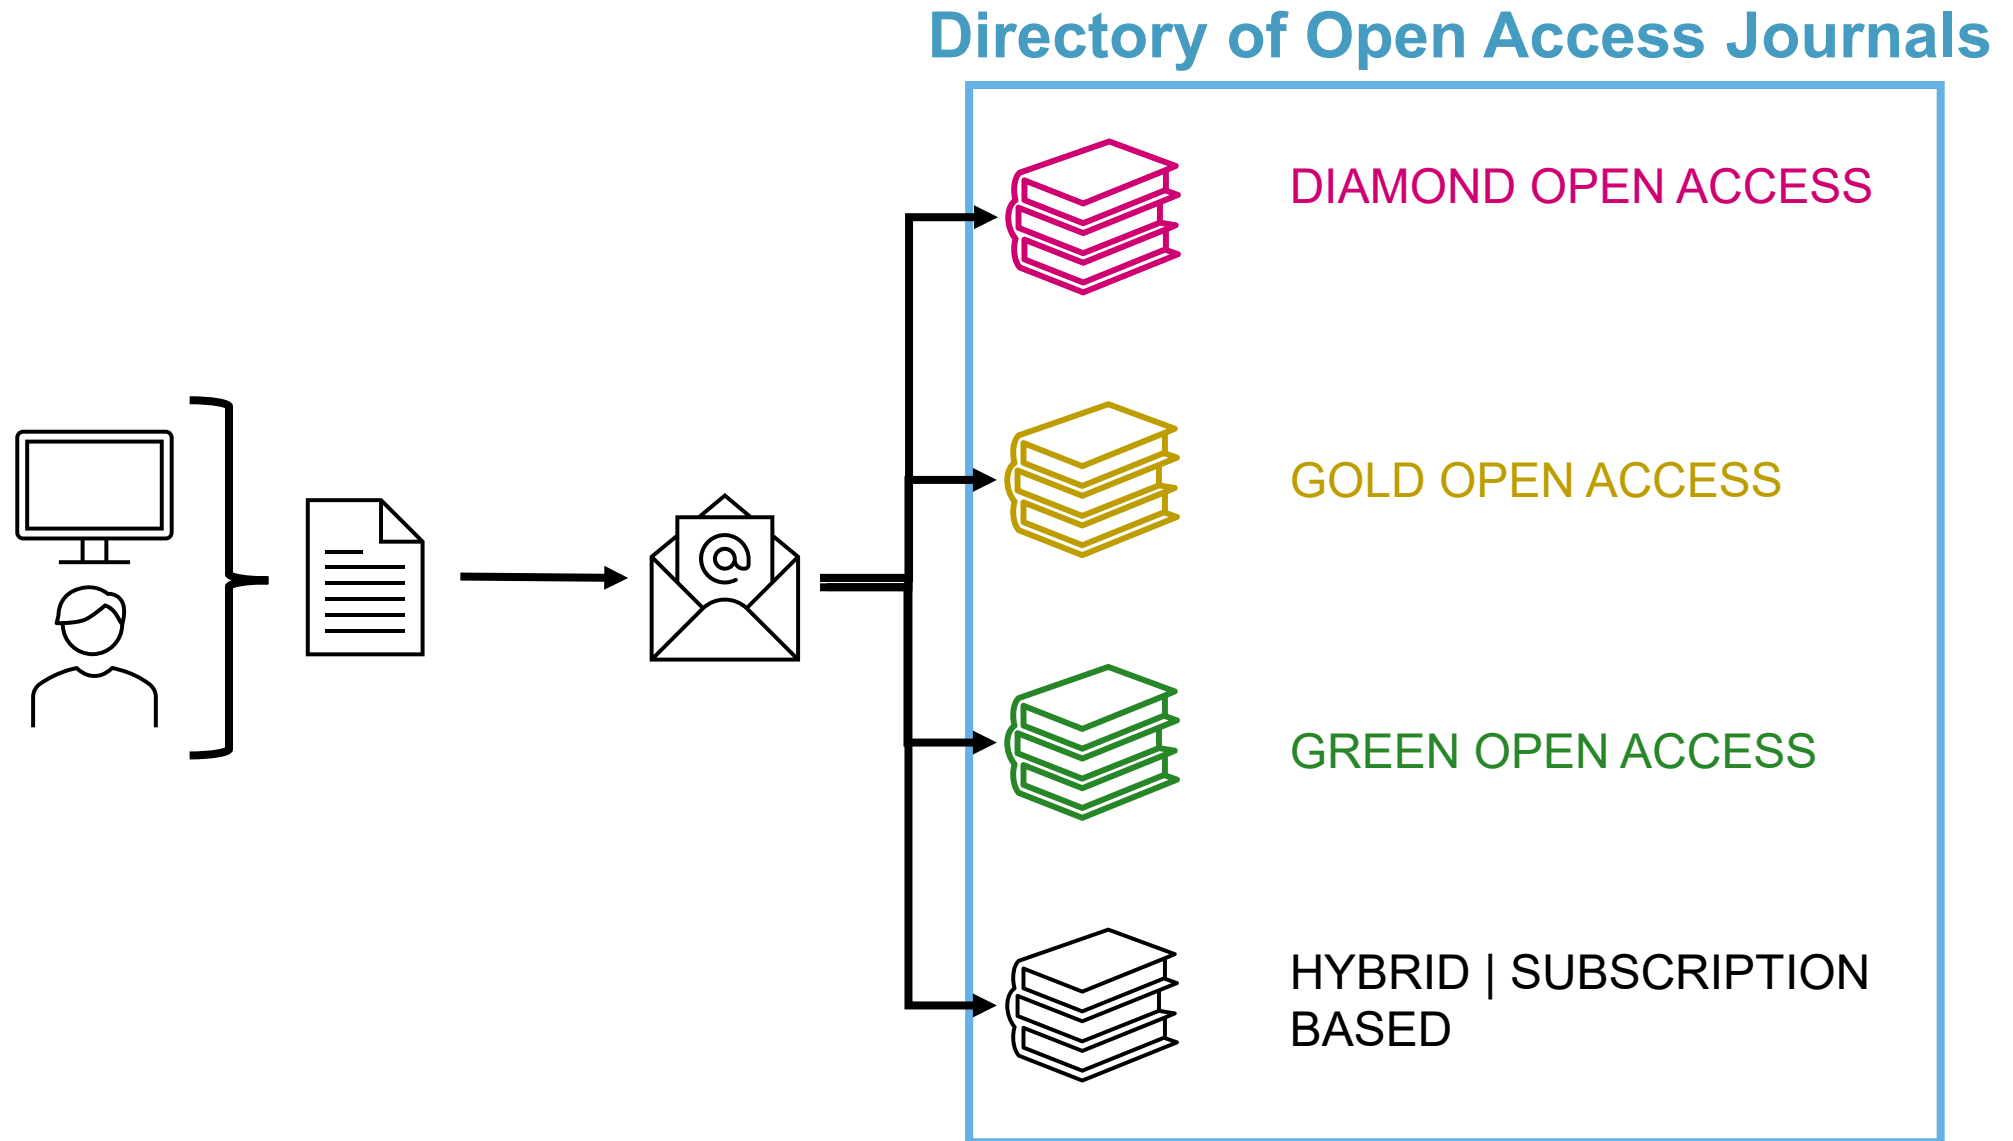 Directory of Open Access Journals
DIAMOND OPEN ACCESS
GOLD OPEN ACCESS
@
GREEN OPEN ACCESS
HYBRID | SUBSCRIPTION
BASED